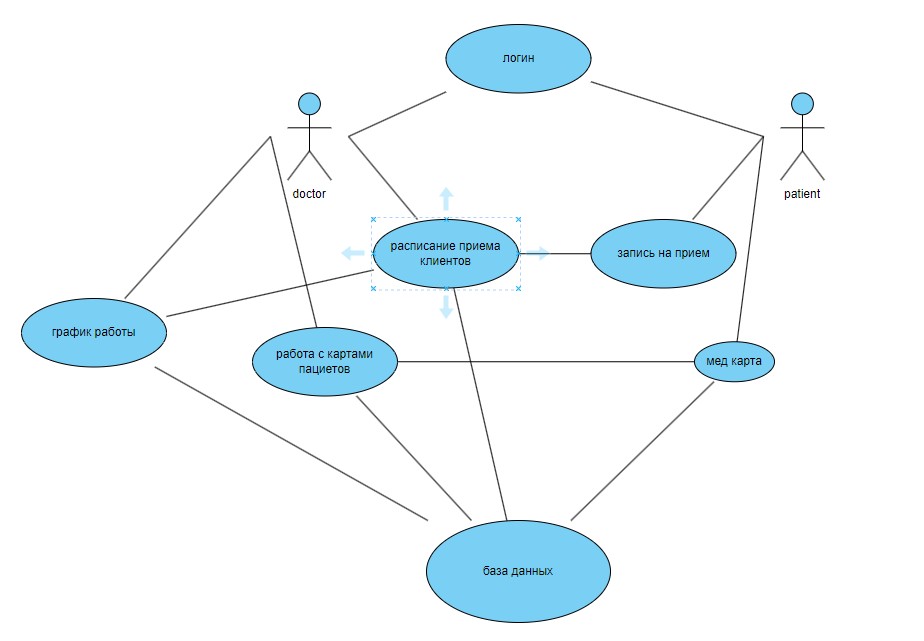 логин
doctor
patient
расписание приема
клиентов
запись на прием
график работы
работа с картами
пациетов
мед карта
база данных